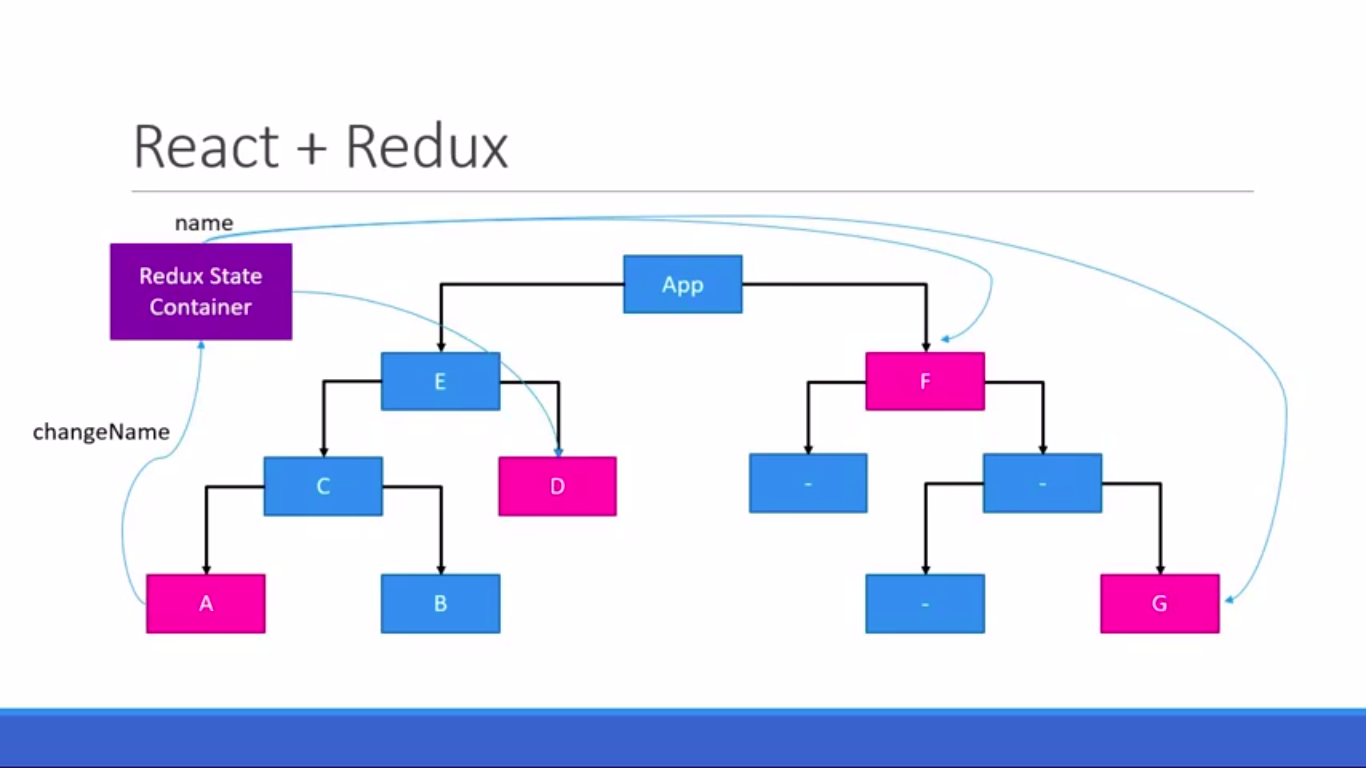 React + Redux
name
Redux State
Container
App
E
F
changeName
C
D
-
-
A
B
-
G